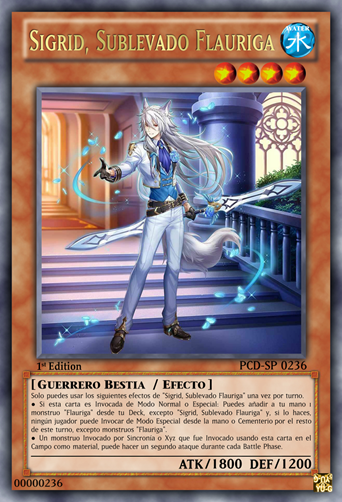 Sigrid, Sublevado Flauriga
WATER
水
1st Edition
PCD-SP 0236
[Guerrero Bestia / Efecto]
Solo puedes usar los siguientes efectos de "Sigrid, Sublevado Flauriga" una vez por turno.
● Si esta carta es Invocada de Modo Normal o Especial: Puedes añadir a tu mano 1
monstruo "Flauriga" desde tu Deck, excepto "Sigrid, Sublevado Flauriga" y, si lo haces,
ningún jugador puede Invocar de Modo Especial desde la mano o Cementerio por el
resto de este turno, excepto monstruos "Flauriga".
● Un monstruo Invocado por Sincronía o Xyz que fue Invocado usando esta carta en el
Campo como material, puede hacer un segundo ataque durante cada Battle Phase.
ATK/1800 DEF/1200
00000236